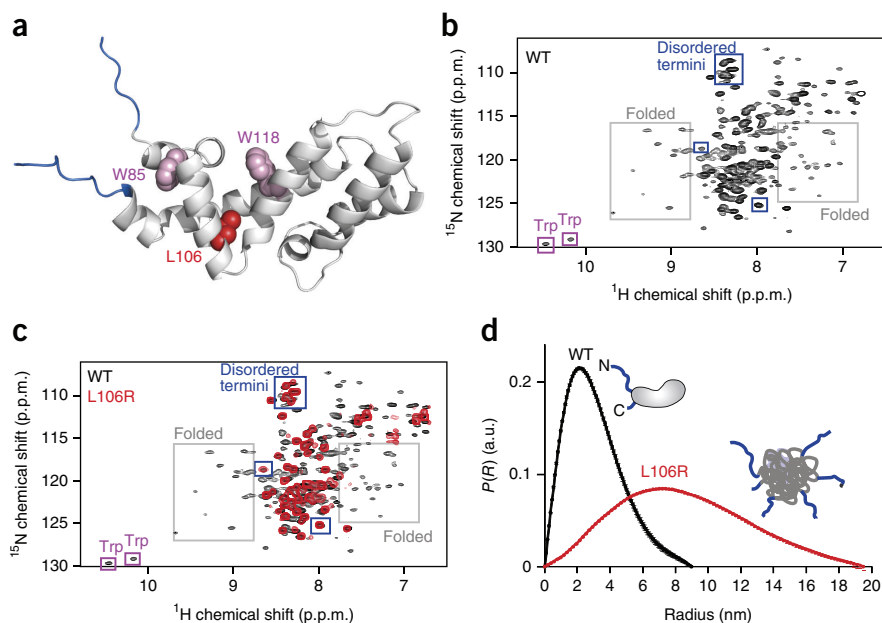 a
W118
W85
L106
b
WT
Disordered
termini
Folded
Folded
Trp Trp
110
115
120
125
130
10 9 8 7
¹⁵N chemical shift (p.p.m.)
¹H chemical shift (p.p.m.)
c
WT
L106R
Disordered
termini
Folded
Folded
Trp Trp
110
115
120
125
130
10 9 8 7
¹⁵N chemical shift (p.p.m.)
¹H chemical shift (p.p.m.)
d
WT
N
C
L106R
0.2
0.1
0
0 2 4 6 8 10 12 14 16 18 20
P(R) (a.u.)
Radius (nm)